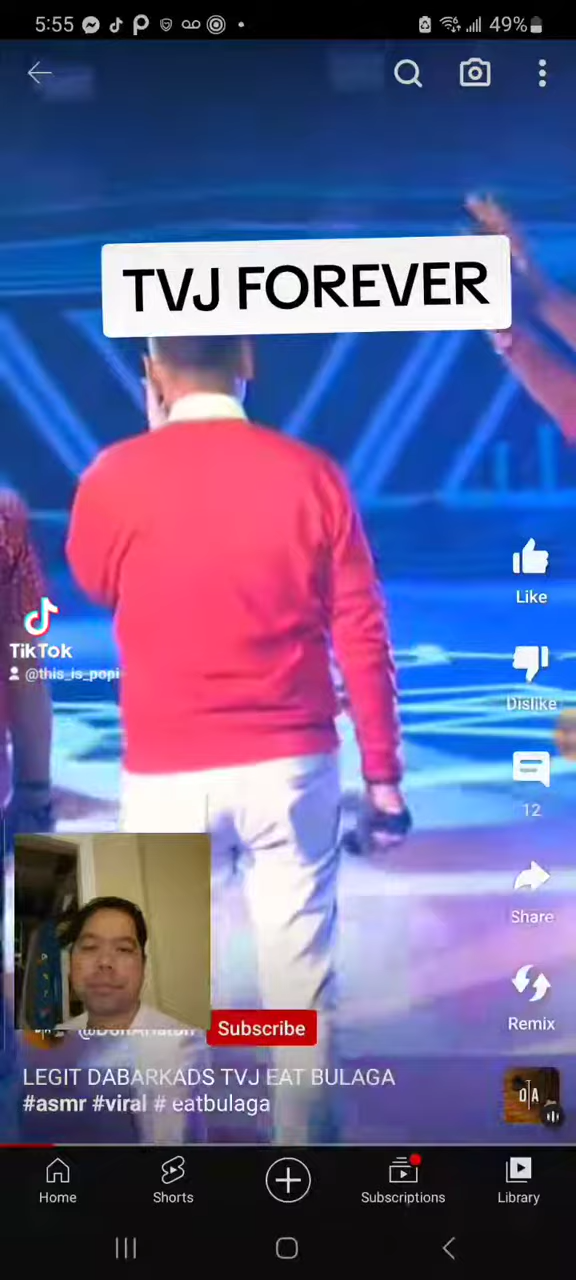 5:55
49%
TVJ FOREVER
Like
TikTok
@this_is_popi
Dislike
12
Share
Remix
Subscribe
LEGIT DABARKADS TVJ EAT BULAGA
#asmr #viral # eatbulaga
Home
Shorts
Subscriptions
Library